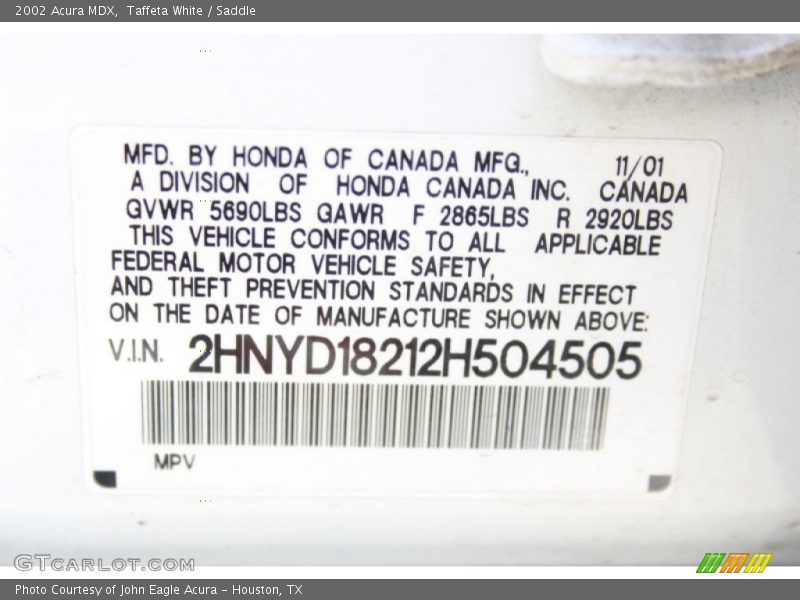 2002 Acura MDX,  Taffeta White / Saddle
MFD. BY HONDA OF CANADA MFG., 11/01
A DIVISION OF HONDA CANADA INC. CANADA
GVWR 5690LBS GAWR F 2865LBS R 2920LBS
THIS VEHICLE CONFORMS TO ALL APPLICABLE
FEDERAL MOTOR VEHICLE SAFETY,
AND THEFT PREVENTION STANDARDS IN EFFECT
ON THE DATE OF MANUFACTURE SHOWN ABOVE:
V.I.N. 2HNYD18212H504505
MPV
GTCARLOT.COM
Photo Courtesy of John Eagle Acura - Houston, TX